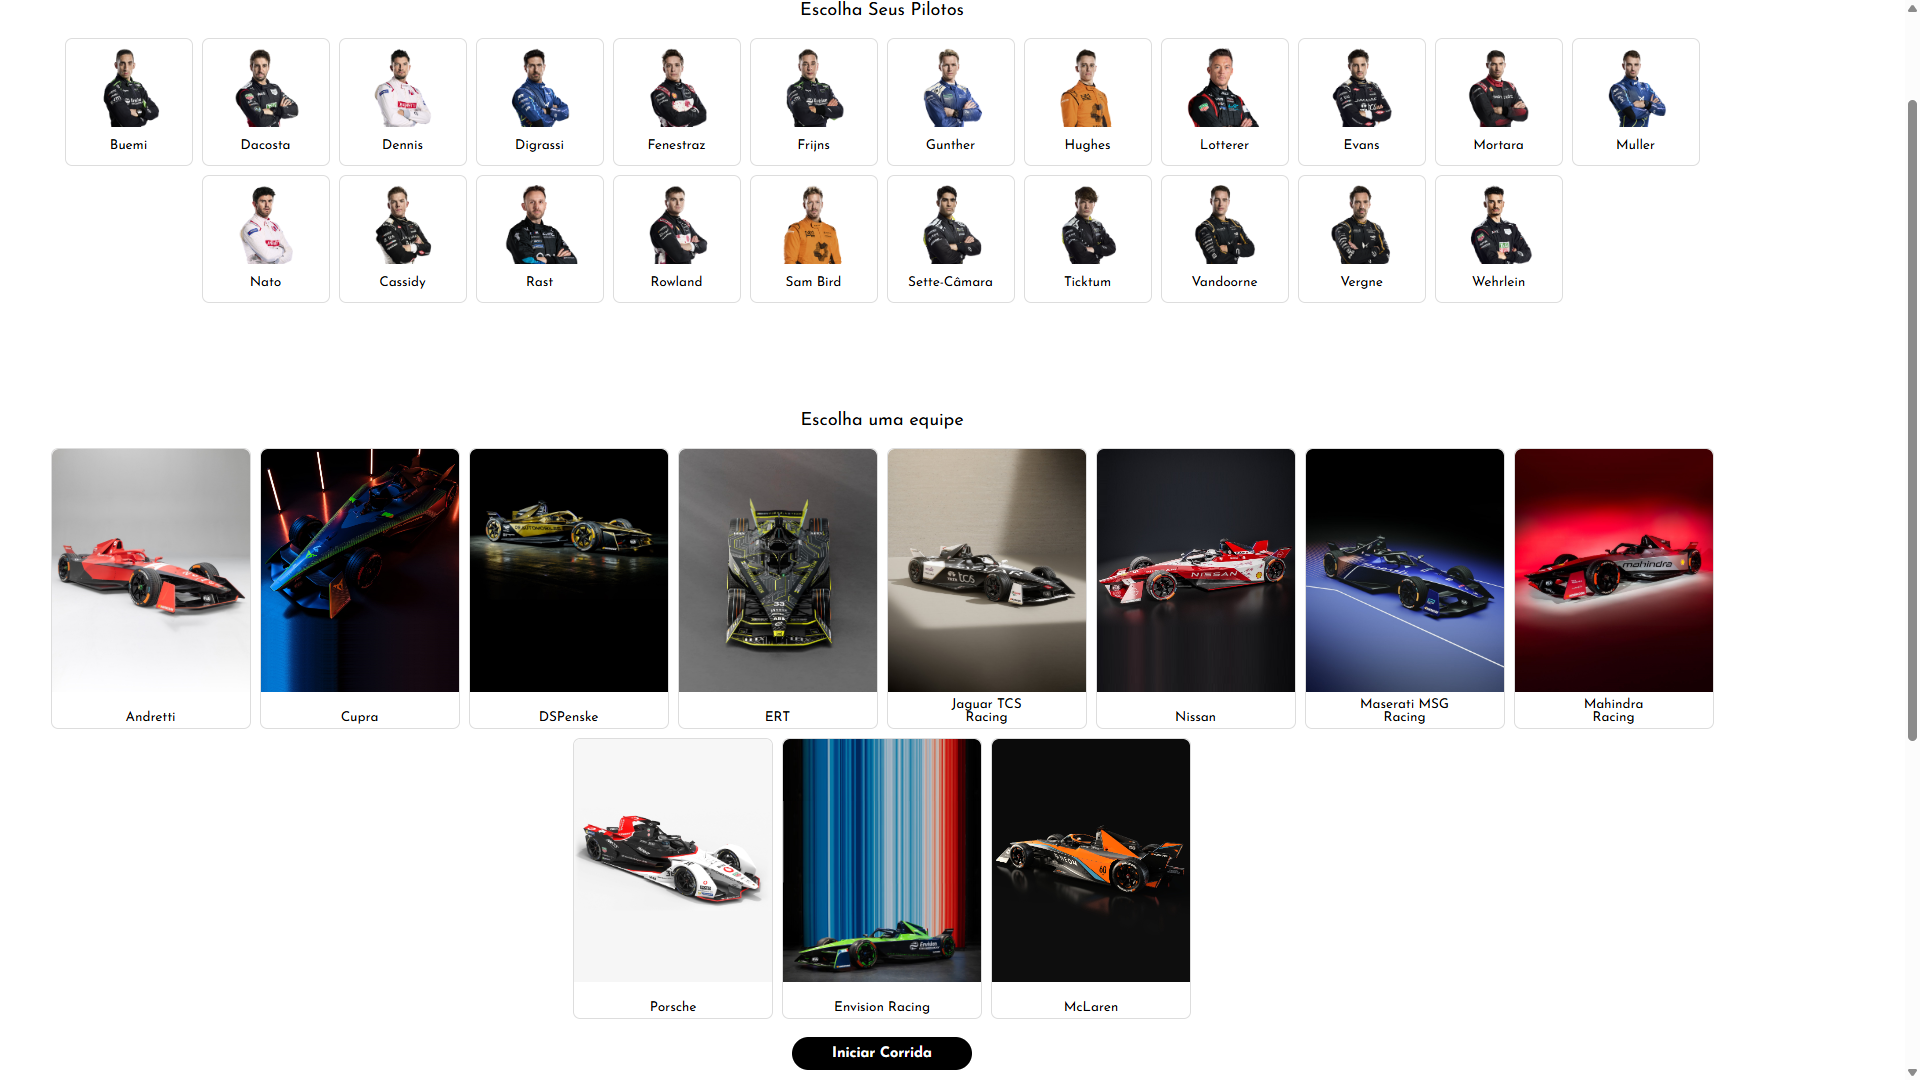 Escolha Seus Pilotos
Buemi
Dacosta
Dennis
Digrassi
Fenestraz
Frijns
Gunther
Hughes
Lotterer
Evans
Mortara
Muller
Nato
Cassidy
Rast
Rowland
Sam Bird
Sette-Câmara
Ticktum
Vandoorne
Vergne
Wehrlein
Escolha uma equipe
Andretti
Cupra
DSPenske
ERT
Jaguar TCS
Racing
Nissan
Maserati MSG
Racing
Mahindra
Racing
Porsche
Envision Racing
McLaren
Iniciar Corrida